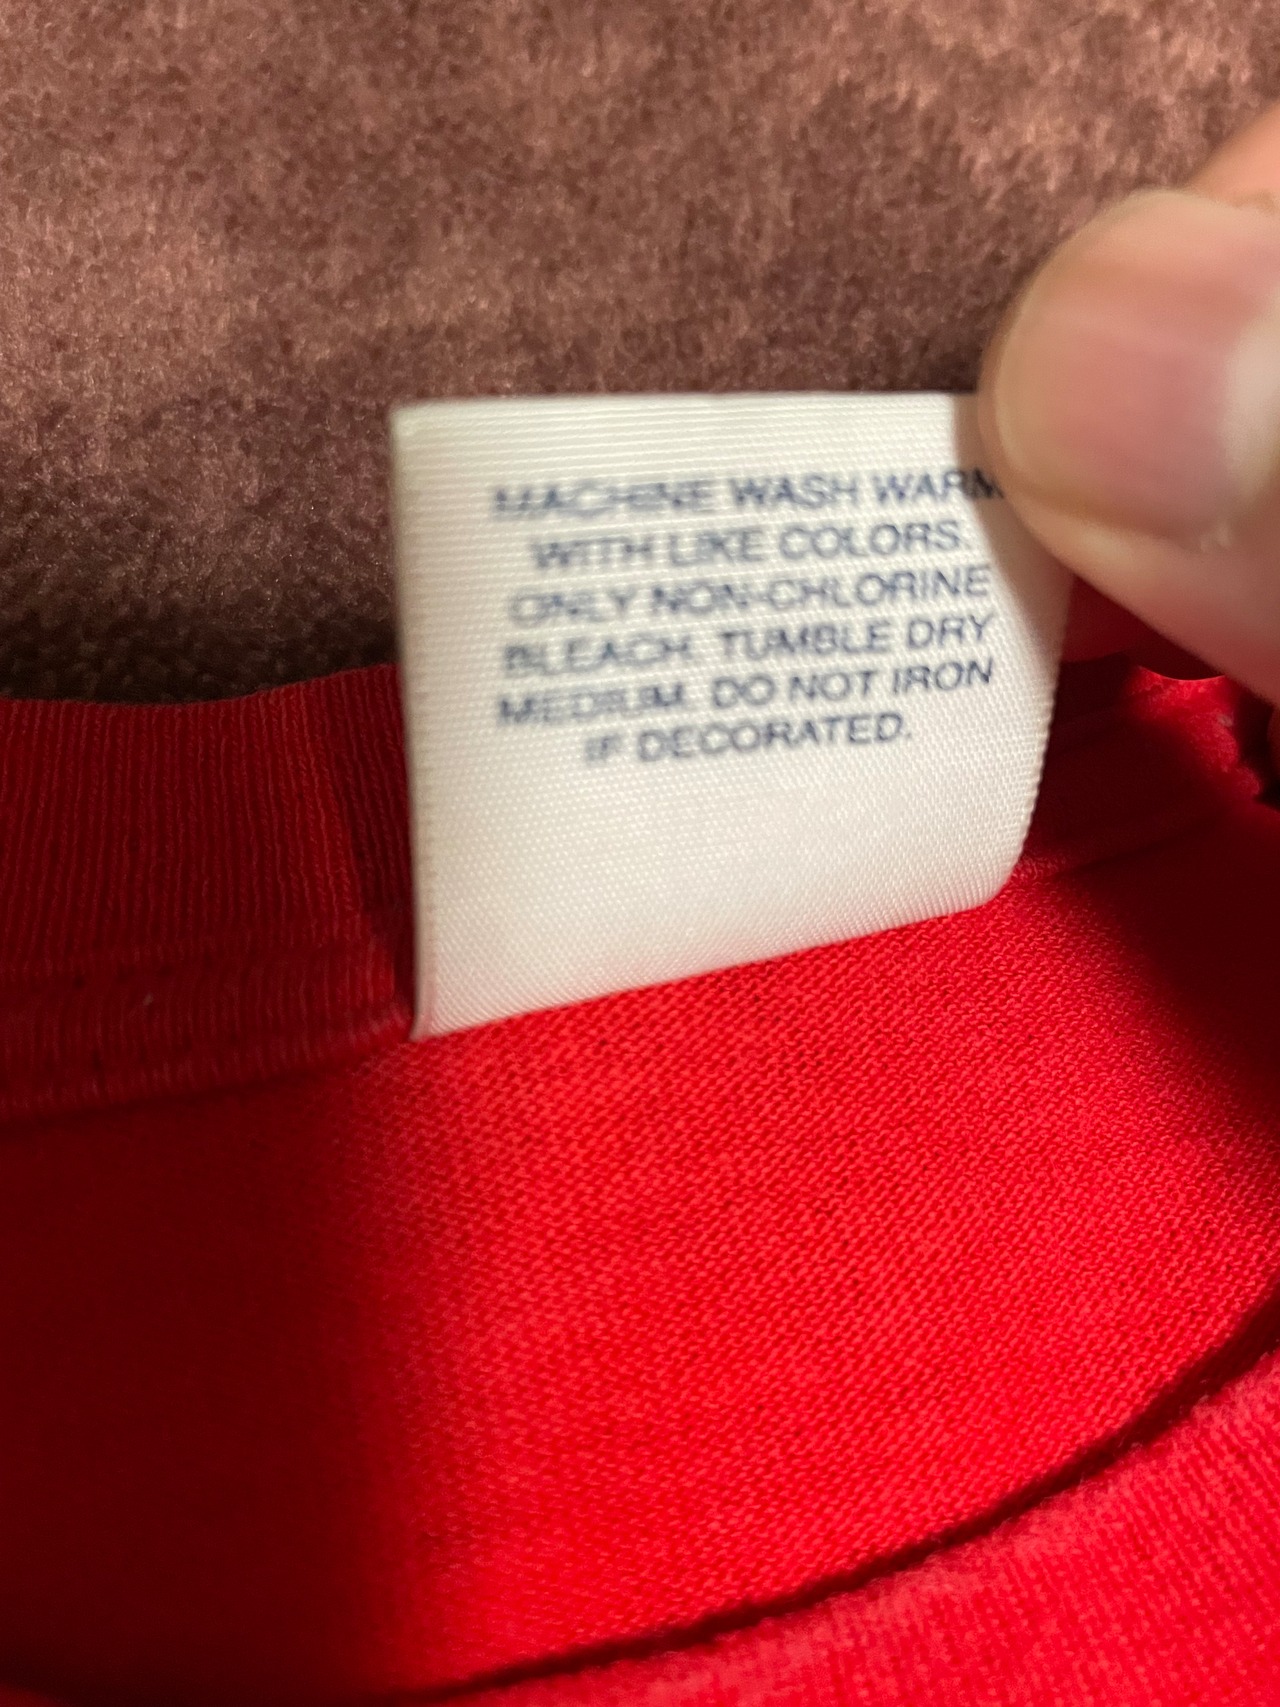 MACHINE WASH WARM
WITH LIKE COLORS.
ONLY NON-CHLORINE
BLEACH. TUMBLE DRY
MEDIUM. DO NOT IRON
IF DECORATED.